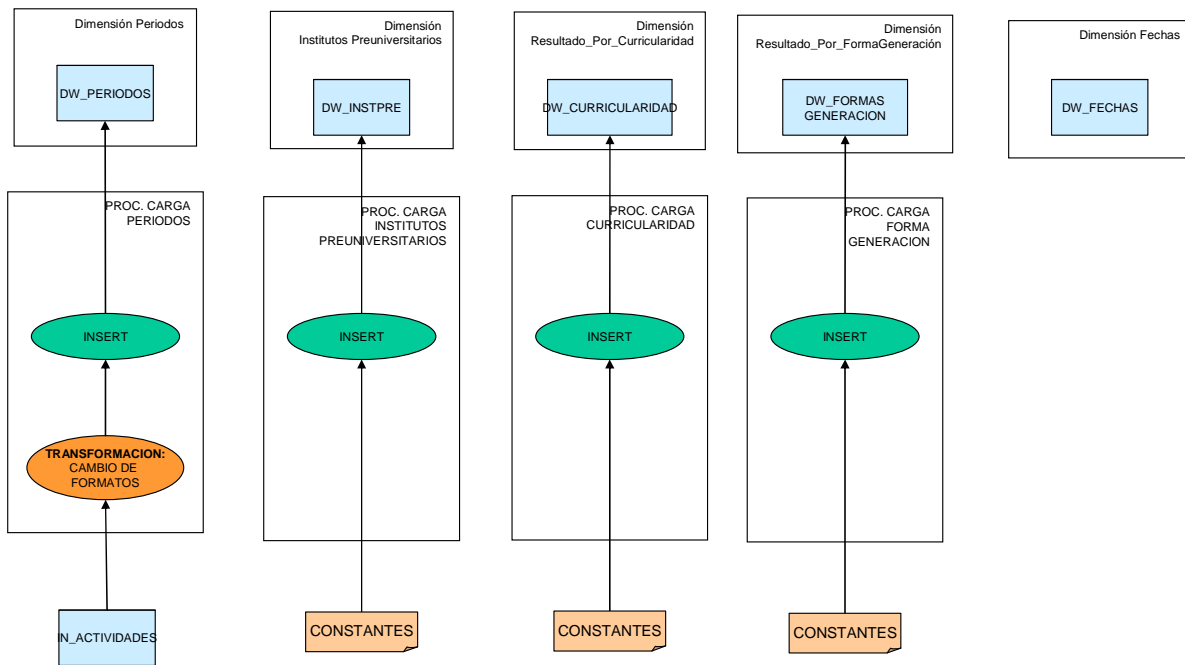 Dimensión Periodos
DW_PERIODOS
PROC. CARGA
PERIODOS
INSERT
TRANSFORMACION:
CAMBIO DE
FORMATOS
IN_ACTIVIDADES
Dimensión
Institutos Preuniversitarios
DW_INSTPRE
PROC. CARGA
INSTITUTOS
PREUNIVERSITARIOS
INSERT
CONSTANTES
Dimensión
Resultado_Por_Curricularidad
DW_CURRICULARIDAD
PROC. CARGA
CURRICULARIDAD
INSERT
CONSTANTES
Dimensión
Resultado_Por_FormaGeneración
DW_FORMAS
GENERACION
PROC. CARGA
FORMA
GENERACION
INSERT
CONSTANTES
Dimensión Fechas
DW_FECHAS